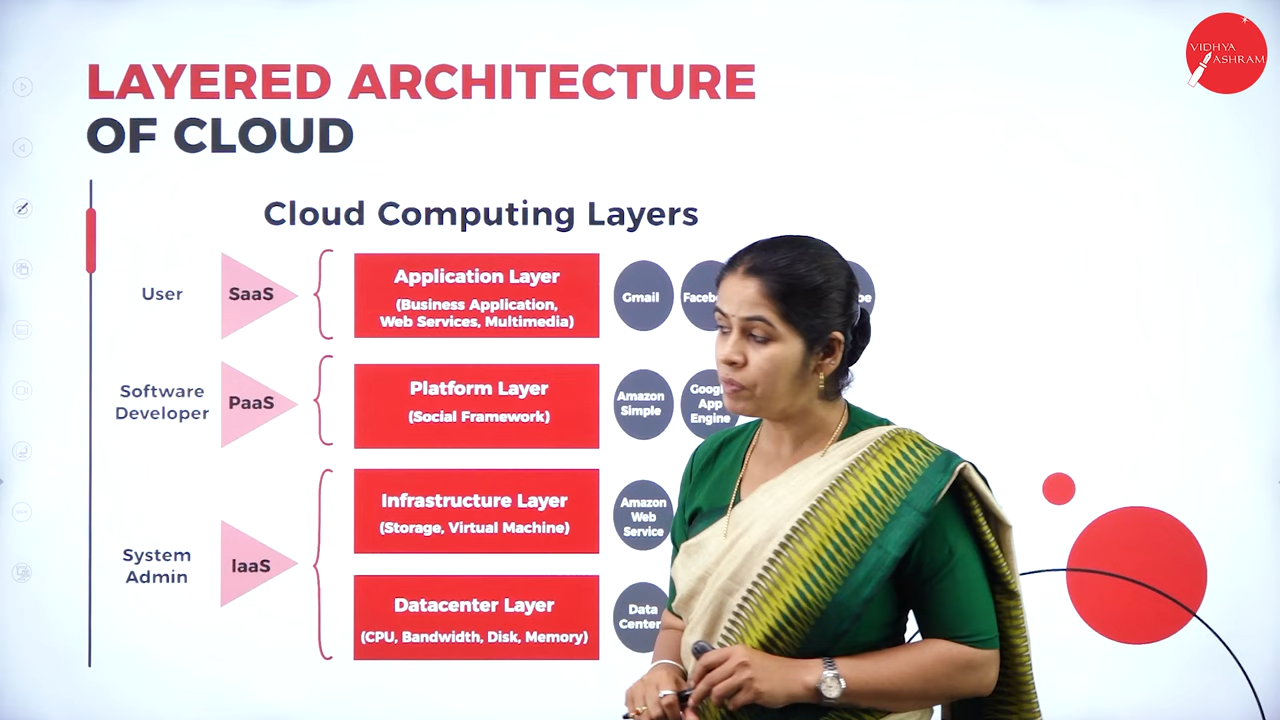 VIDHYA
ASHRAM
LAYERED ARCHITECTURE
OF CLOUD
Cloud Computing Layers
User
SaaS
Application Layer
(Business Application,
Web Services, Multimedia)
Gmail
Software
Developer
PaaS
Platform Layer
(Social Framework)
Amazon
Simple
App
Engine
System
Admin
IaaS
Infrastructure Layer
(Storage, Virtual Machine)
Amazon
Web
Service
Datacenter Layer
(CPU, Bandwidth, Disk, Memory)
Data
Center